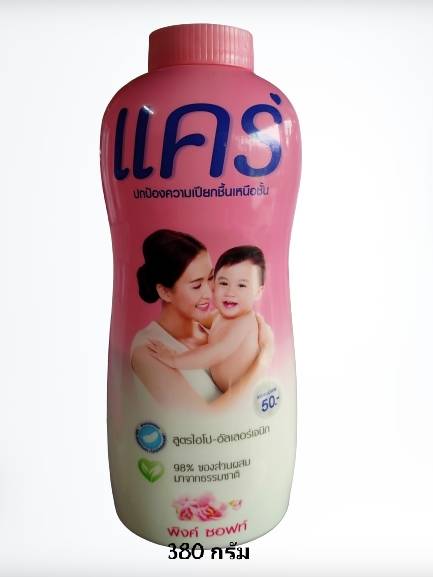 แคร์
ปกป้องความเปียกชื้นเหนือชั้น
50.-
สูตรไฮโป-อัลเลอร์เจนิก
98% ของส่วนผสม
มาจากธรรมชาติ
พิงค์ ซอฟท์
380 กรัม